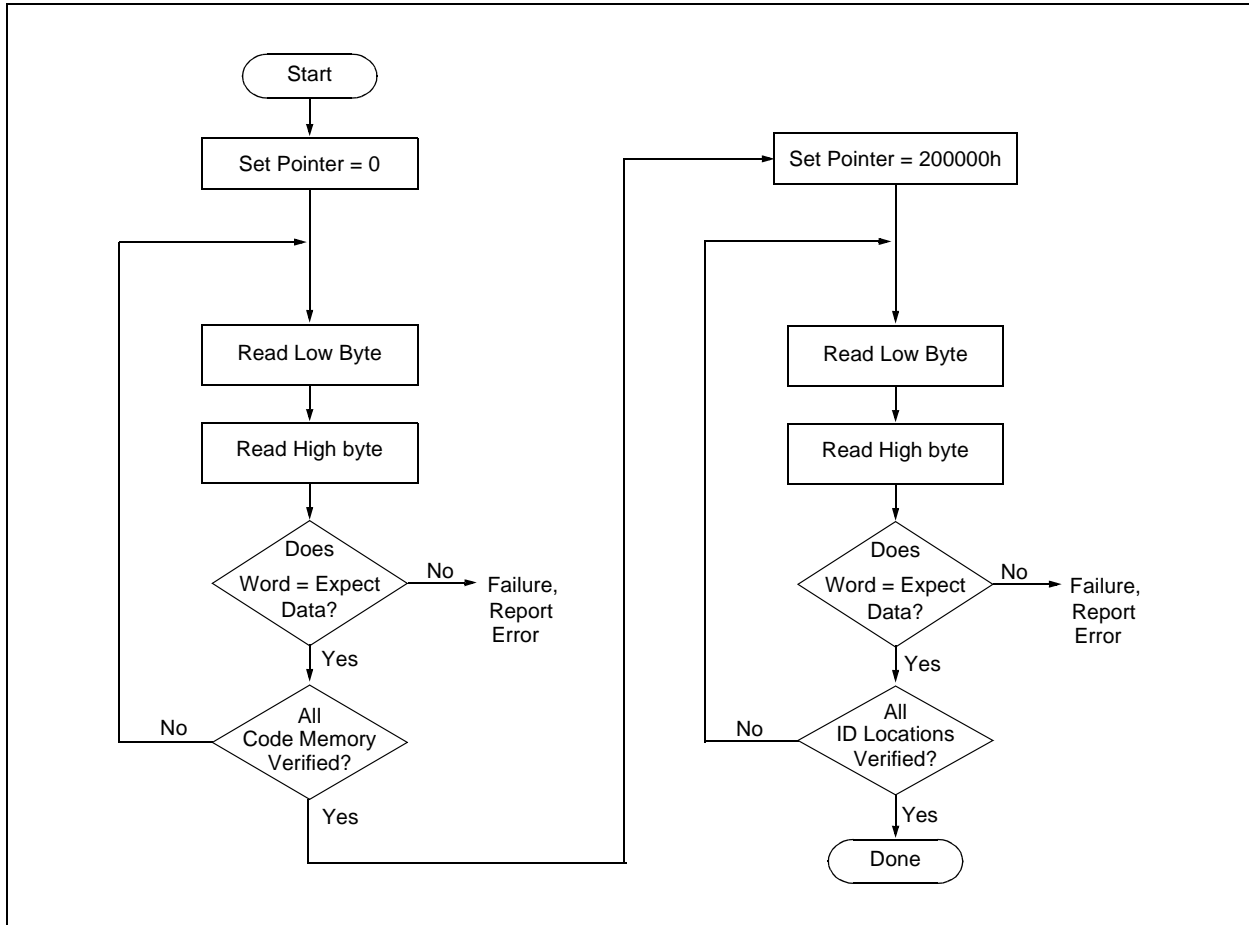 Start
Set Pointer = 0
Read Low Byte
Read High byte
Does
Word = Expect
Data?
No
Failure,
Report
Error
Yes
All
Code Memory
Verified?
No
Yes
Set Pointer = 200000h
Read Low Byte
Read High byte
Does
Word = Expect
Data?
No
Failure,
Report
Error
Yes
All
ID Locations
Verified?
No
Yes
Done